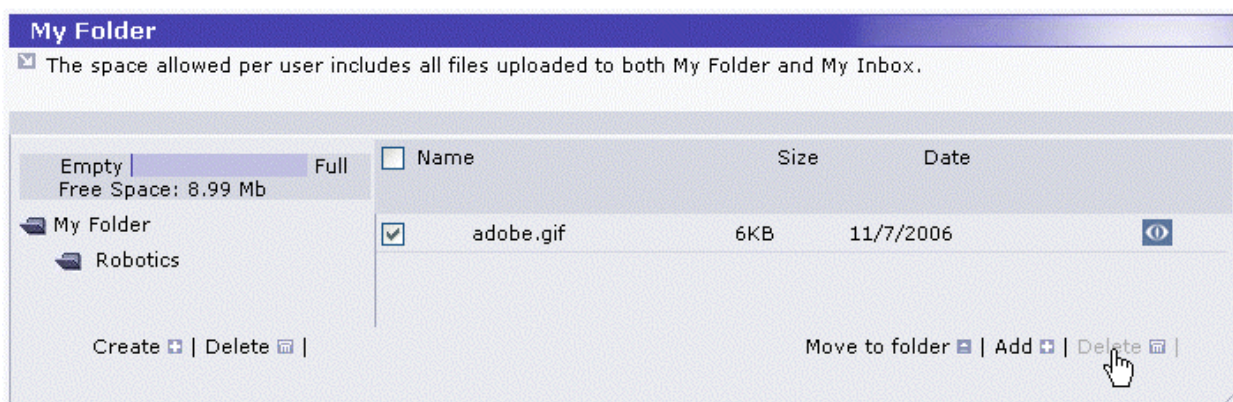 My Folder
The space allowed per user includes all files uploaded to both My Folder and My Inbox.
Empty Full
Free Space: 8.99 Mb
My Folder
Robotics
Create | Delete |
Name Size Date
adobe.gif 6KB 11/7/2006
Move to folder | Add | Delete |